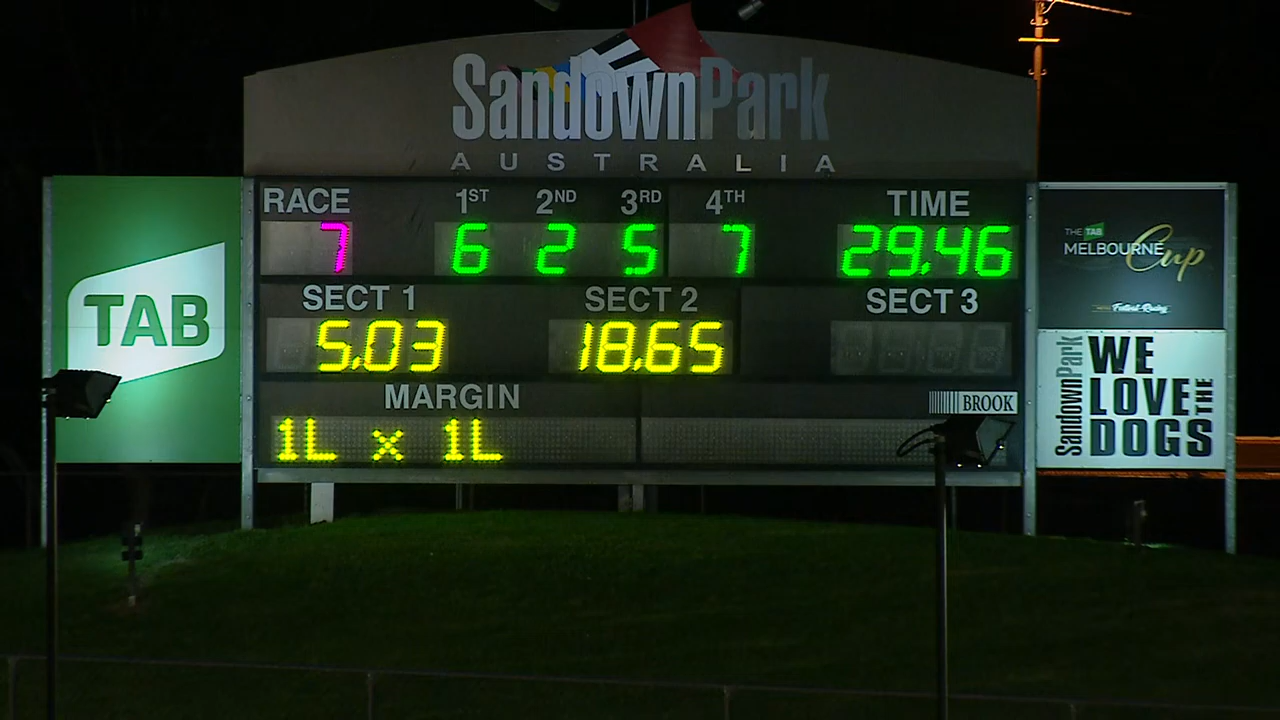 SandownPark
AUSTRALIA
RACE 1ST 2ND 3RD 4TH TIME
7 6 2 5 7 29.46
SECT 1 SECT 2 SECT 3
5.03 18.65
MARGIN
BROOK
1L x 1L
TAB
THE TAB
MELBOURNE Cup
SandownPark
WE
LOVE THE
DOGS